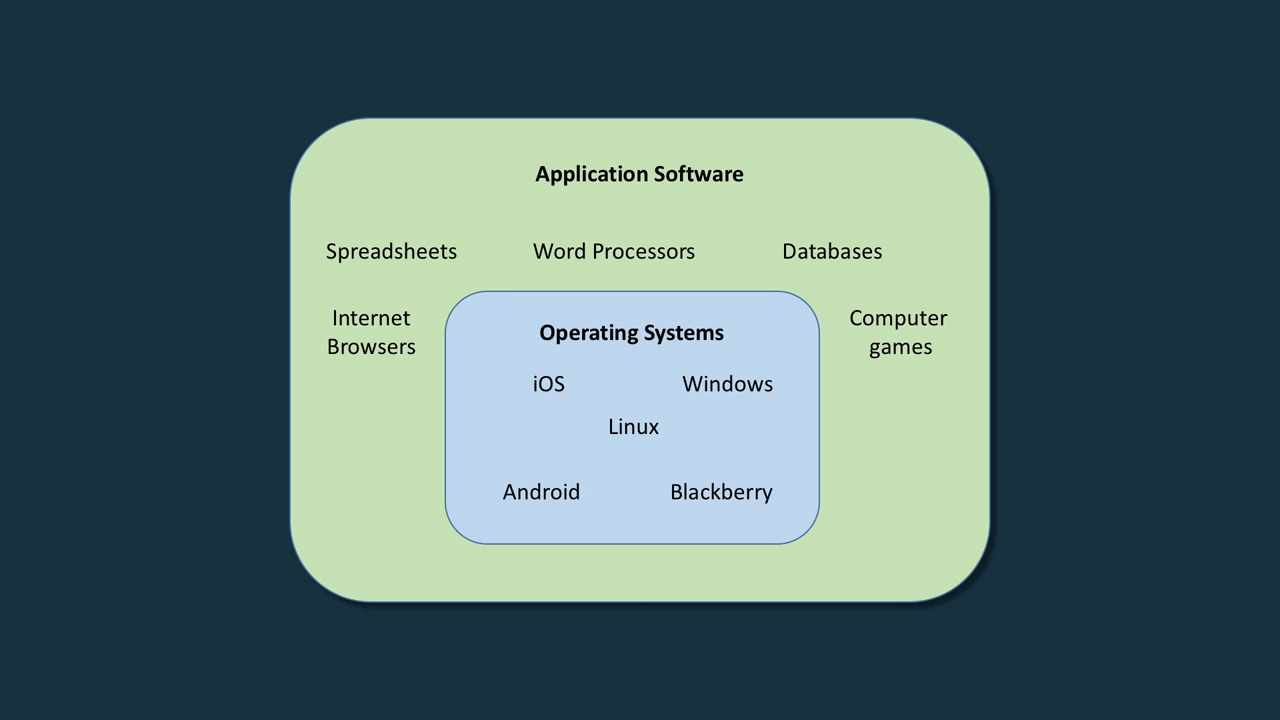 Application Software
Spreadsheets Word Processors Databases
Internet
Browsers
Computer
games
Operating Systems
iOS Windows
Linux
Android Blackberry